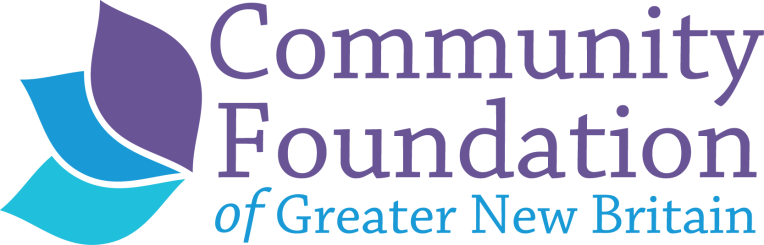 Community
Foundation
of Greater New Britain